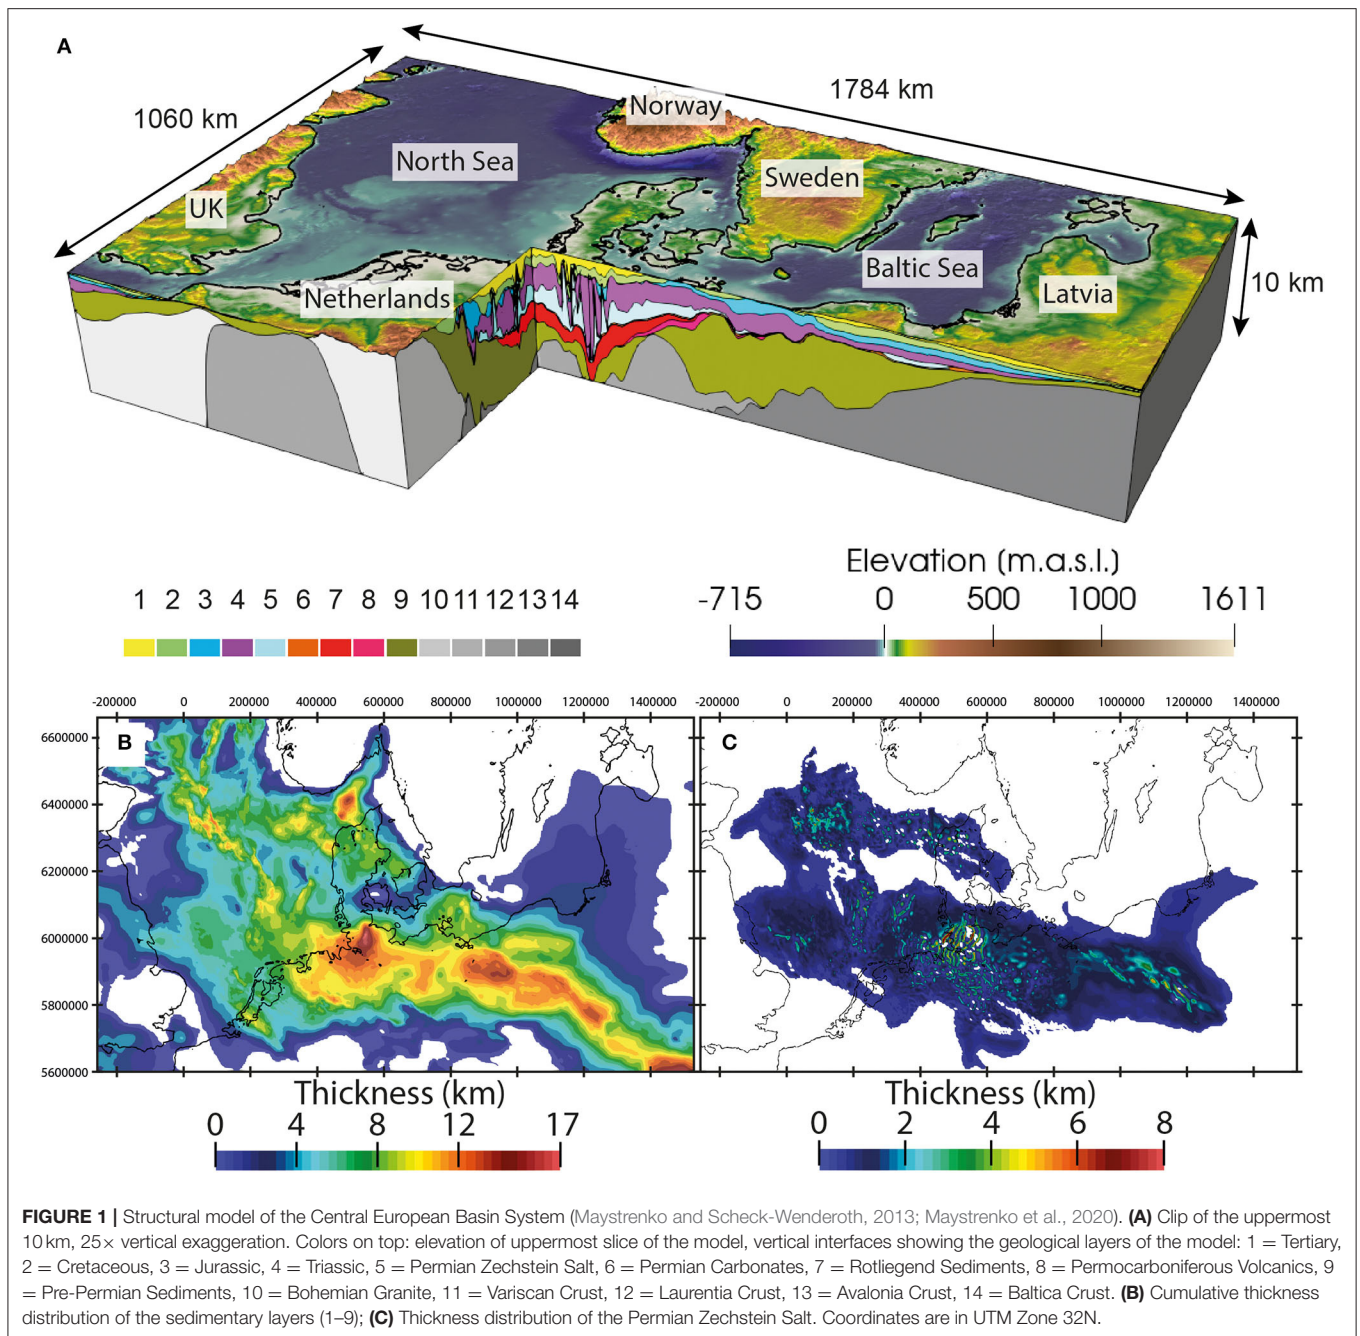 A
1060 km
1784 km
Norway
North Sea
Sweden
UK
Baltic Sea
Netherlands
Latvia
10 km
Elevation (m.a.s.l.)
1 2 3 4 5 6 7 8 9 10 11 12 13 14
-715 0 500 1000 1611
-200000 0 200000 400000 600000 800000 1000000 1200000 1400000
-200000 0 200000 400000 600000 800000 1000000 1200000 1400000
B
C
6600000
6400000
6200000
6000000
5800000
5600000
Thickness (km)
0 4 8 12 17
Thickness (km)
0 2 4 6 8
FIGURE 1 | Structural model of the Central European Basin System (Maystrenko and Scheck-Wenderoth, 2013; Maystrenko et al., 2020). (A) Clip of the uppermost
10 km, 25× vertical exaggeration. Colors on top: elevation of uppermost slice of the model, vertical interfaces showing the geological layers of the model: 1 = Tertiary,
2 = Cretaceous, 3 = Jurassic, 4 = Triassic, 5 = Permian Zechstein Salt, 6 = Permian Carbonates, 7 = Rotliegend Sediments, 8 = Permocarboniferous Volcanics, 9
= Pre-Permian Sediments, 10 = Bohemian Granite, 11 = Variscan Crust, 12 = Laurentia Crust, 13 = Avalonia Crust, 14 = Baltica Crust. (B) Cumulative thickness
distribution of the sedimentary layers (1–9); (C) Thickness distribution of the Permian Zechstein Salt. Coordinates are in UTM Zone 32N.